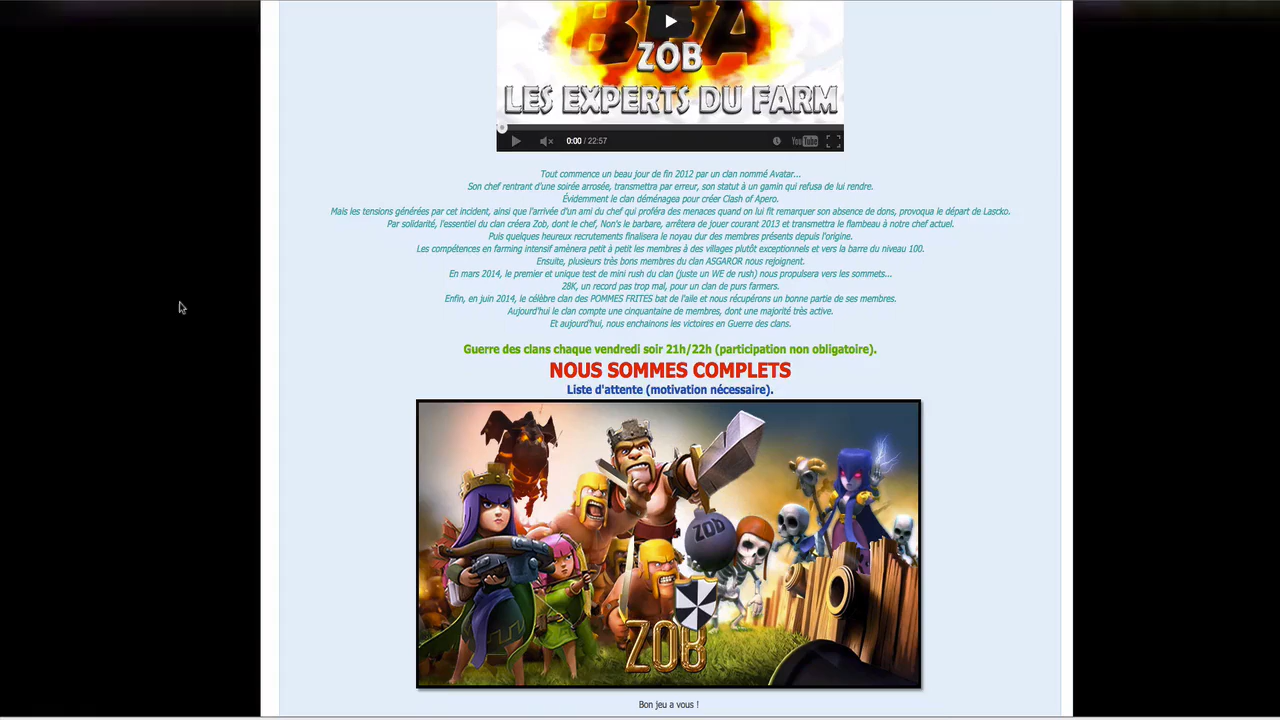 BEA
ZOB
LES EXPERTS DU FARM
0:00 / 22:57
YouTube
Tout commence un beau jour de fin 2012 par un clan nommé Avatar...
Son chef rentrant d'une soirée arrosée, transmettra par erreur, son statut à un gamin qui refusa de lui rendre.
Évidemment le clan déménagea pour créer Clash of Apero.
Mais les tensions générées par cet incident, ainsi que l'arrivée d'un ami du chef qui proféra des menaces quand on lui fit remarquer son absence de dons, provoqua le départ de Lascko.
Par solidarité, l'essentiel du clan créera Zob, dont le chef, Non's le barbare, arrêtera de jouer courant 2013 et transmettra le flambeau à notre chef actuel.
Puis quelques heureux recrutements finalisera le noyau dur des membres présents depuis l'origine.
Les compétences en farming intensif amènera petit à petit les membres à des villages plutôt exceptionnels et vers la barre du niveau 100.
Ensuite, plusieurs très bons membres du clan ASGAROR nous rejoignent.
En mars 2014, le premier et unique test de mini rush du clan (juste un WE de rush) nous propulsera vers les sommets...
28K, un record pas trop mal, pour un clan de purs farmers.
Enfin, en juin 2014, le célèbre clan des POMMES FRITES bat de l'aile et nous récupérons un bonne partie de ses membres.
Aujourd'hui le clan compte une cinquantaine de membres, dont une majorité très active.
Et aujourd'hui, nous enchainons les victoires en Guerre des clans.
Guerre des clans chaque vendredi soir 21h/22h (participation non obligatoire).
NOUS SOMMES COMPLETS
Liste d'attente (motivation nécessaire).
ZOB
ZOB
Bon jeu a vous !